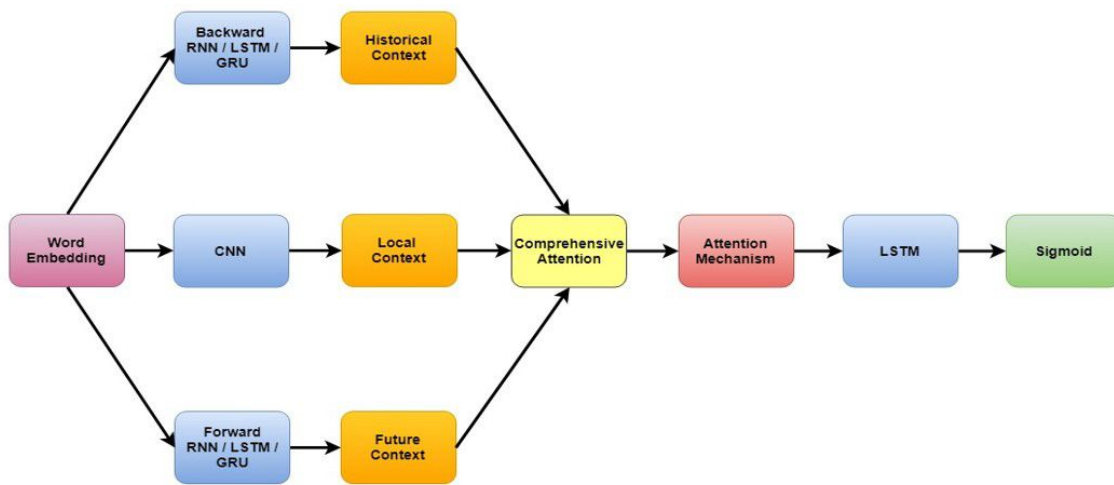 Backward
RNN / LSTM /
GRU
Historical
Context
Word
Embedding
CNN
Local
Context
Comprehensive
Attention
Attention
Mechanism
LSTM
Sigmoid
Forward
RNN / LSTM /
GRU
Future
Context